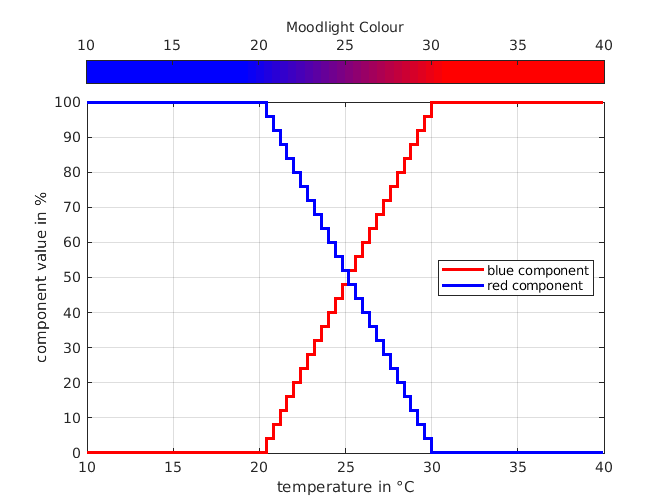 Moodlight Colour
10 15 20 25 30 35 40
100
90
80
70
60
50
40
30
20
10
0
component value in %
blue component
red component
10 15 20 25 30 35 40
temperature in °C